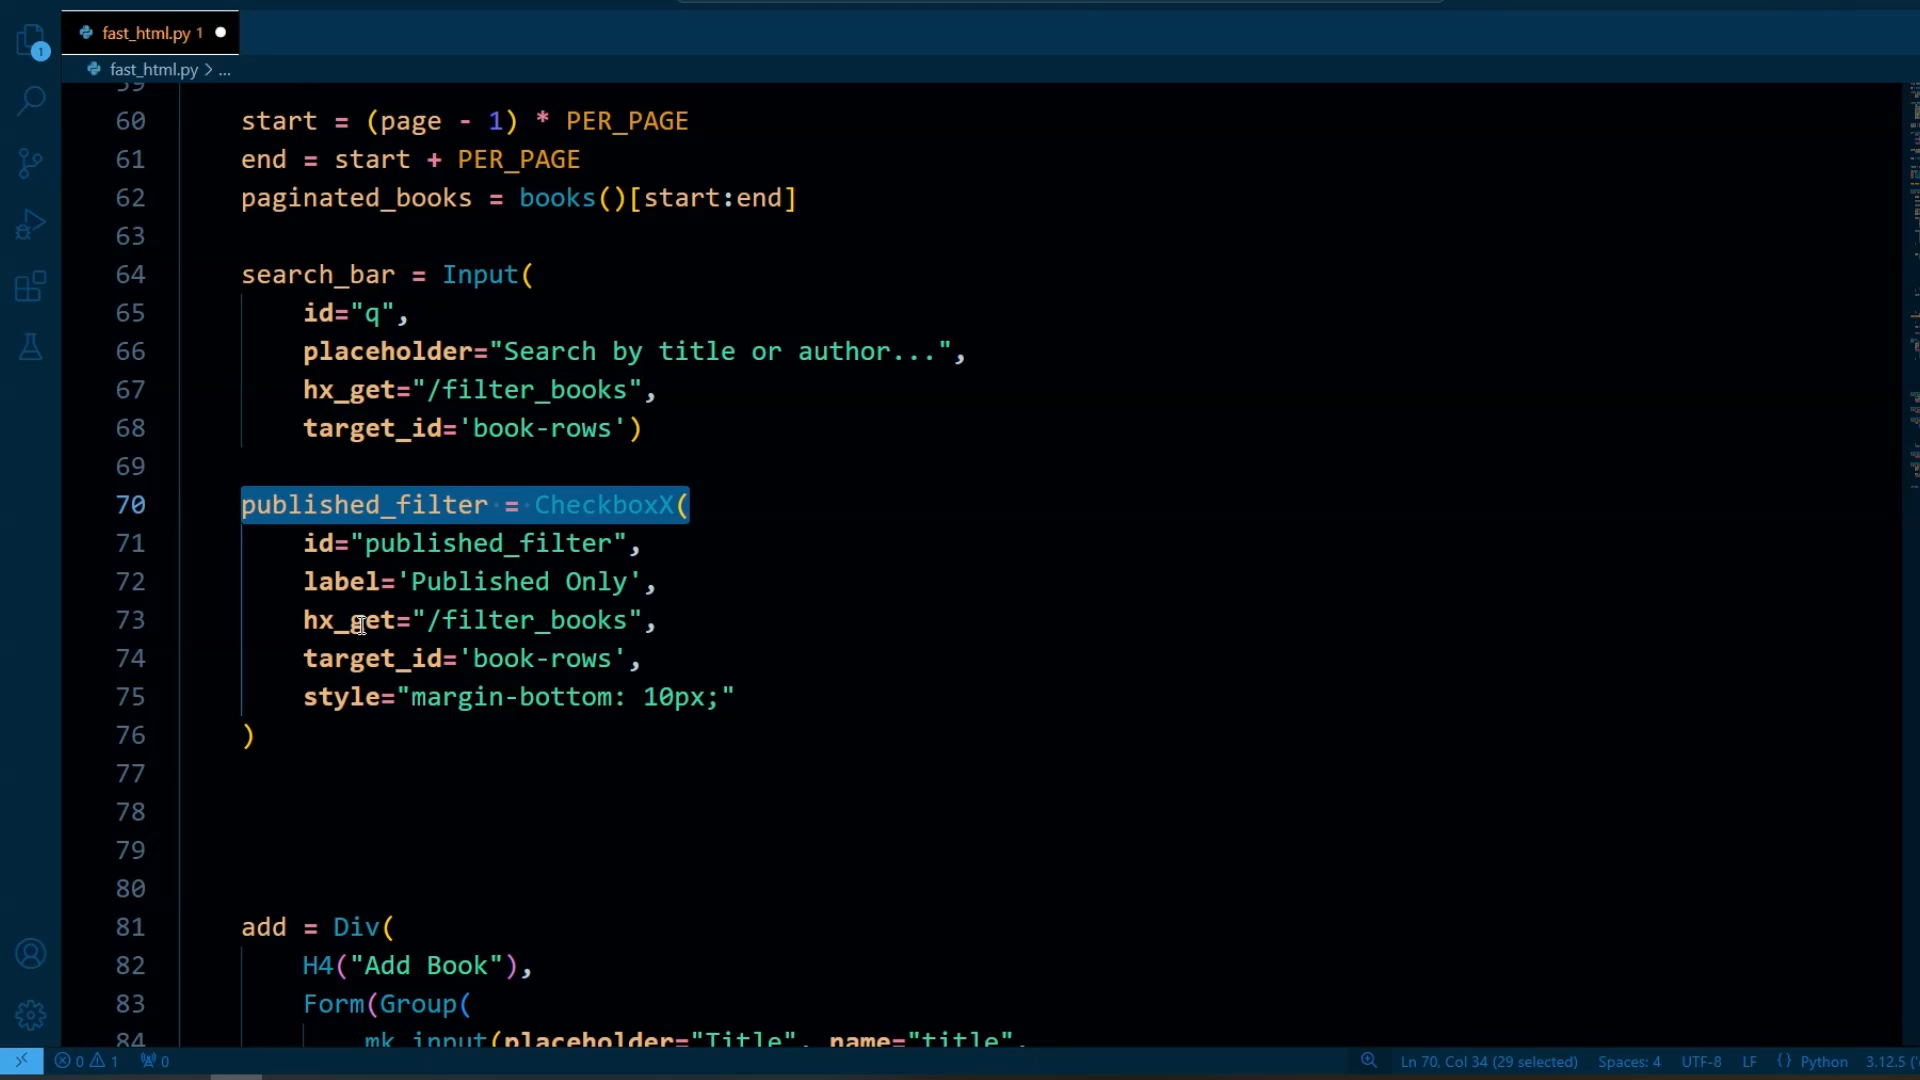 fast_html.py 1
1
fast_html.py > ...
59
60 start = (page - 1) * PER_PAGE
61 end = start + PER_PAGE
62 paginated_books = books()[start:end]
63
64 search_bar = Input(
65 id="q",
66 placeholder="Search by title or author...",
67 hx_get="/filter_books",
68 target_id='book-rows')
69
70 published_filter = CheckboxX(
71 id="published_filter",
72 label='Published Only',
73 hx_get="/filter_books",
74 target_id='book-rows',
75 style="margin-bottom: 10px;"
76 )
77
78
79
80
81 add = Div(
82 H4("Add Book"),
83 Form(Group(
84 mk_input(placeholder="Title", name="title",
0 1 0 Ln 70, Col 34 (29 selected) Spaces: 4 UTF-8 LF {} Python 3.12.5 ('